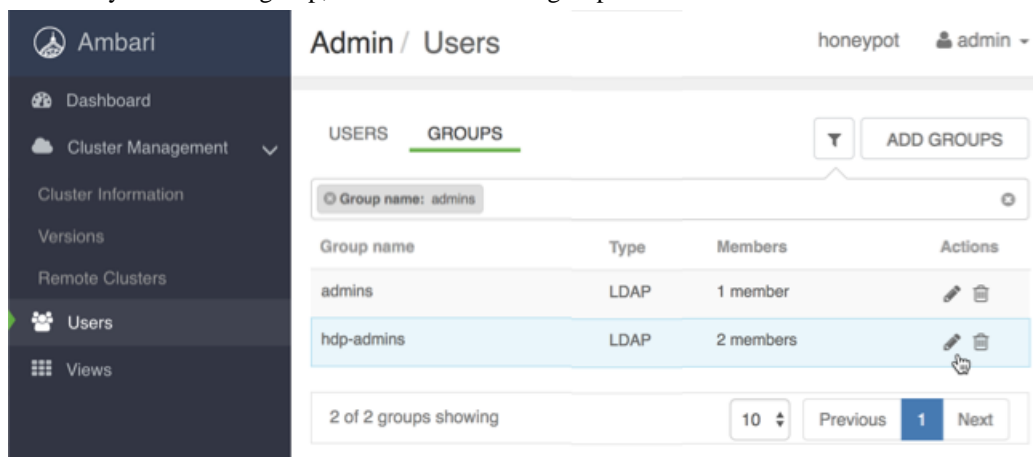 Ambari
Admin / Users
honeypot
admin
Dashboard
Cluster Management
Cluster Information
Versions
Remote Clusters
Users
Views
USERS GROUPS
ADD GROUPS
Group name: admins
Group name Type Members Actions
admins LDAP 1 member
hdp-admins LDAP 2 members
2 of 2 groups showing
10
Previous 1 Next